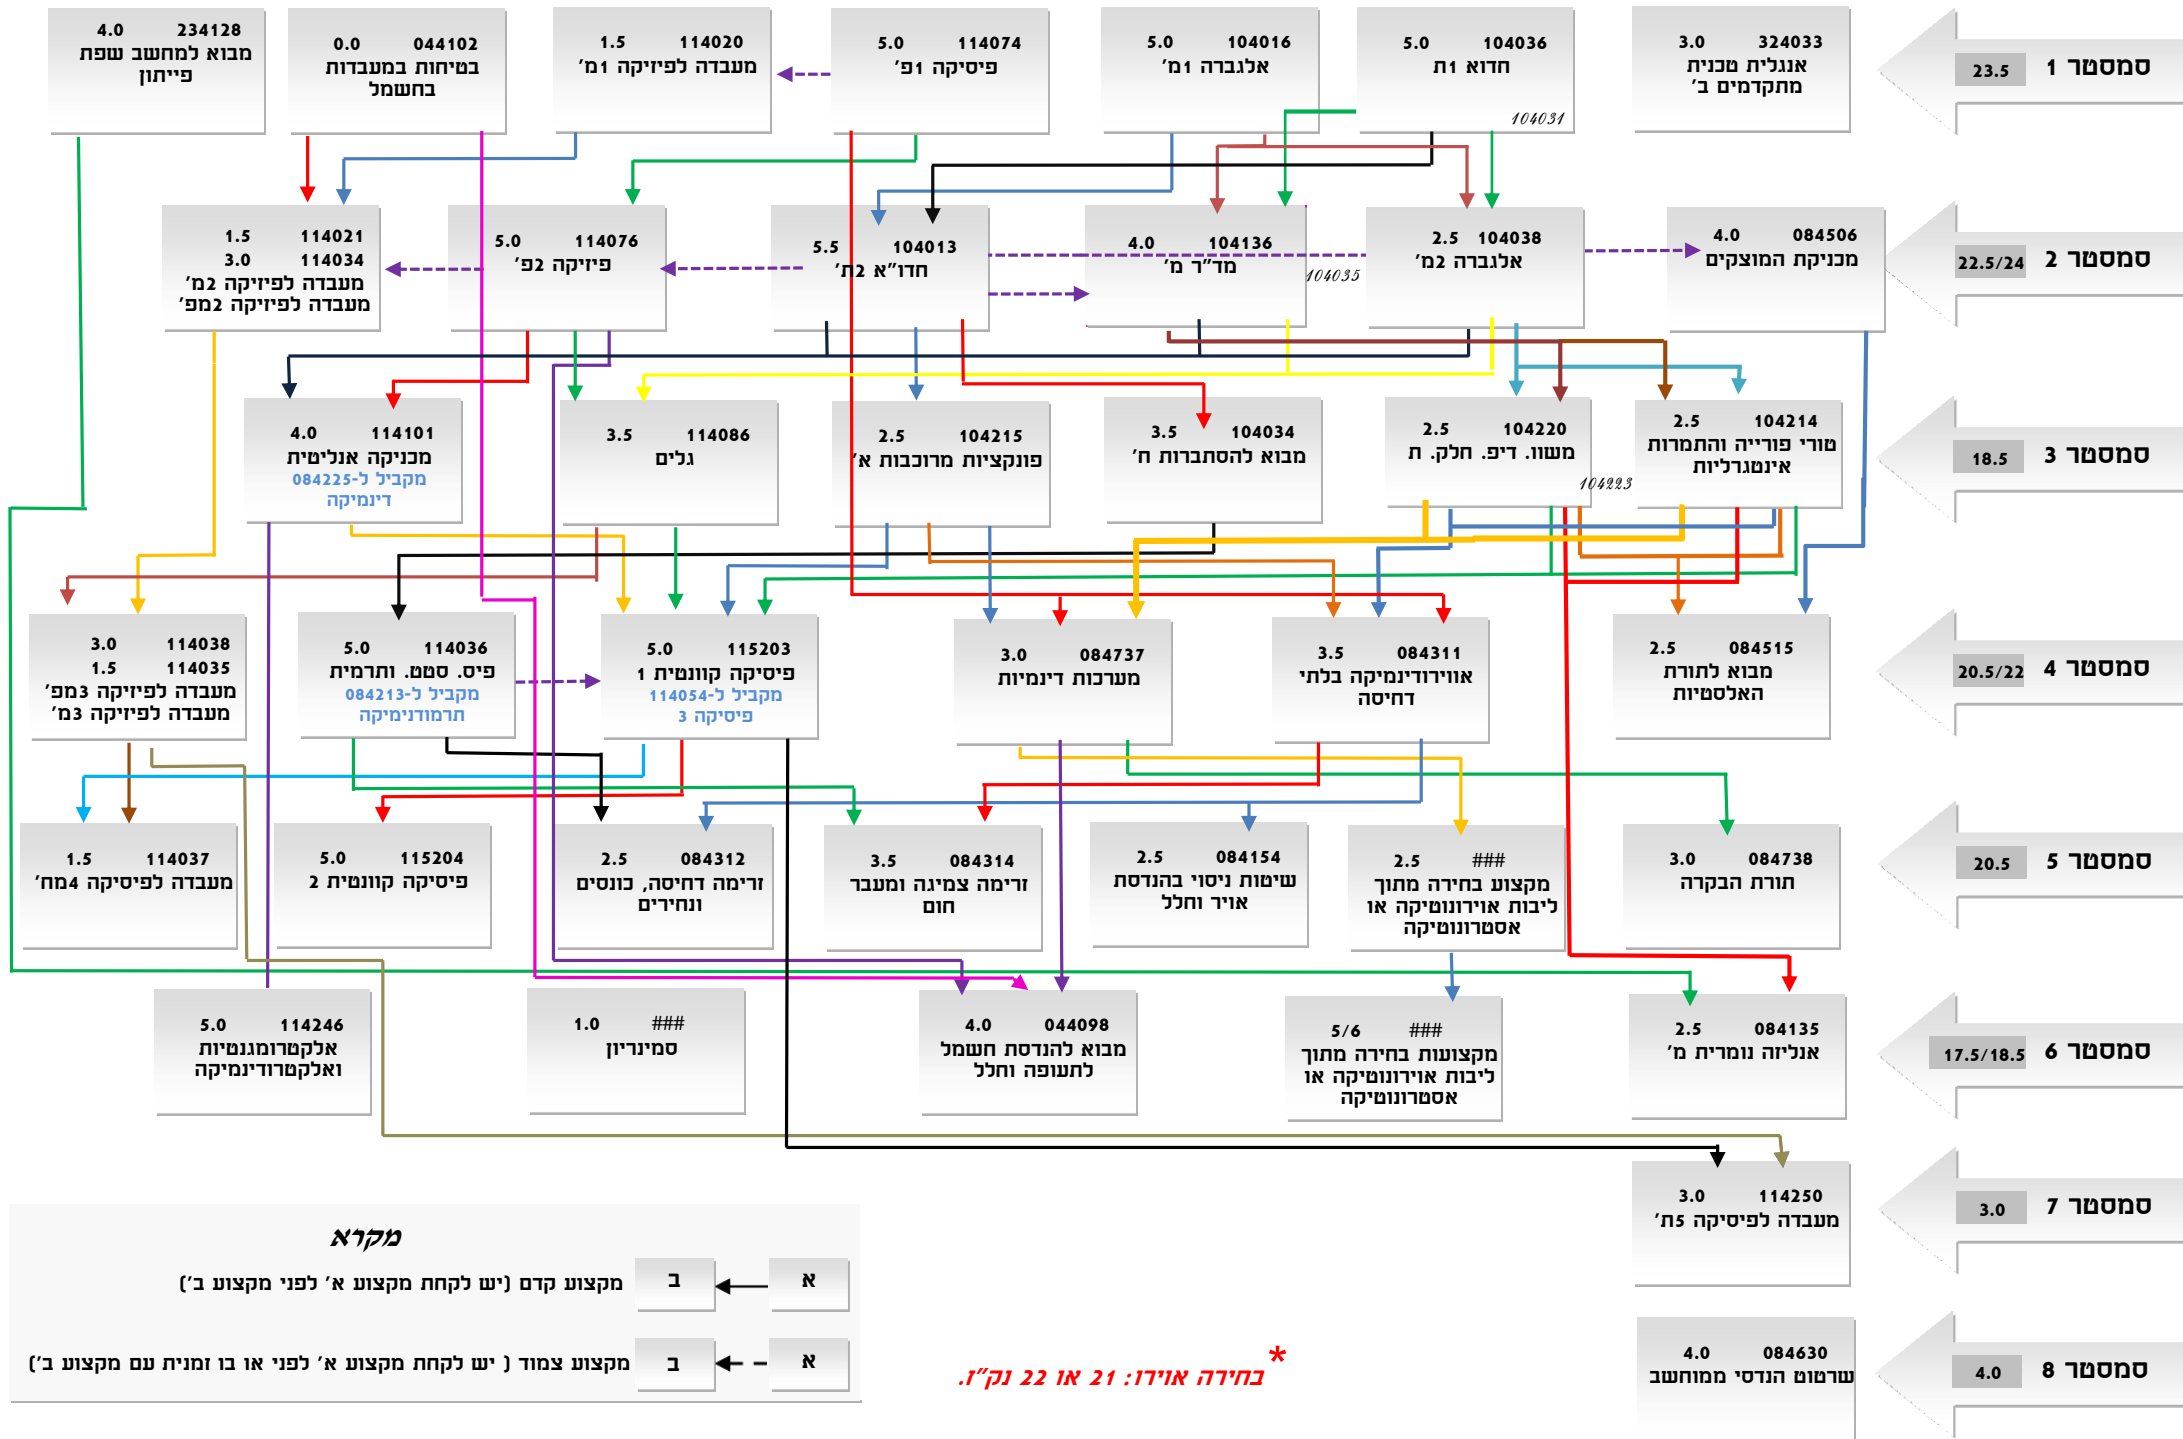 סמסטר 1 23.5
324033 3.0
אנגלית טכנית
מתקדמים ב'
104036 5.0
חדוא 1ת
104031
104016 5.0
אלגברה 1מ'
114074 5.0
פיסיקה 1פ'
114020 1.5
מעבדה לפיזיקה 1מ'
044102 0.0
בטיחות במעבדות
בחשמל
234128 4.0
מבוא למחשב שפת
פייתון
סמסטר 2 22.5/24
084506 4.0
מכניקת המוצקים
104038 2.5
אלגברה 2מ'
104136 4.0
מד"ר מ'
104035
104013 5.5
חדו"א 2ת'
114076 5.0
פיזיקה 2פ'
114021 1.5
114034 3.0
מעבדה לפיזיקה 2מ'
מעבדה לפיזיקה 2מפ'
סמסטר 3 18.5
104214 2.5
טורי פורייה והתמרות
אינטגרליות
104220 2.5
משוו. דיפ. חלק. ת
104223
104034 3.5
מבוא להסתברות ח'
104215 2.5
פונקציות מרוכבות א'
114086 3.5
גלים
114101 4.0
מכניקה אנליטית
מקביל ל-084225
דינמיקה
סמסטר 4 20.5/22
084515 2.5
מבוא לתורת
האלסטיות
084311 3.5
אווירודינמיקה בלתי
דחיסה
084737 3.0
מערכות דינמיות
115203 5.0
פיסיקה קוונטית 1
מקביל ל-114054
פיסיקה 3
114036 5.0
פיס. סטט. ותרמית
מקביל ל-084213
תרמודנימיקה
114038 3.0
114035 1.5
מעבדה לפיזיקה 3מפ'
מעבדה לפיזיקה 3מ'
סמסטר 5 20.5
084738 3.0
תורת הבקרה
### 2.5
מקצוע בחירה מתוך
ליבות אוירונוטיקה או
אסטרונוטיקה
084154 2.5
שיטות ניסוי בהנדסת
אויר וחלל
084314 3.5
זרימה צמיגה ומעבר
חום
084312 2.5
זרימה דחיסה, כונסים
ונחירים
115204 5.0
פיסיקה קוונטית 2
114037 1.5
מעבדה לפיסיקה 4מח'
סמסטר 6 17.5/18.5
084135 2.5
אנליזה נומרית מ'
### 5/6
מקצועות בחירה מתוך
ליבות אוירונוטיקה או
אסטרונוטיקה
044098 4.0
מבוא להנדסת חשמל
לתעופה וחלל
### 1.0
סמינריון
114246 5.0
אלקטרומגנטיות
ואלקטרודינמיקה
סמסטר 7 3.0
114250 3.0
מעבדה לפיסיקה 5ת'
סמסטר 8 4.0
084630 4.0
שרטוט הנדסי ממוחשב
*בחירה אוירו: 21 או 22 נק"ז.
מקרא
א ב מקצוע קדם (יש לקחת מקצוע א' לפני מקצוע ב')
א ב מקצוע צמוד ( יש לקחת מקצוע א' לפני או בו זמנית עם מקצוע ב')